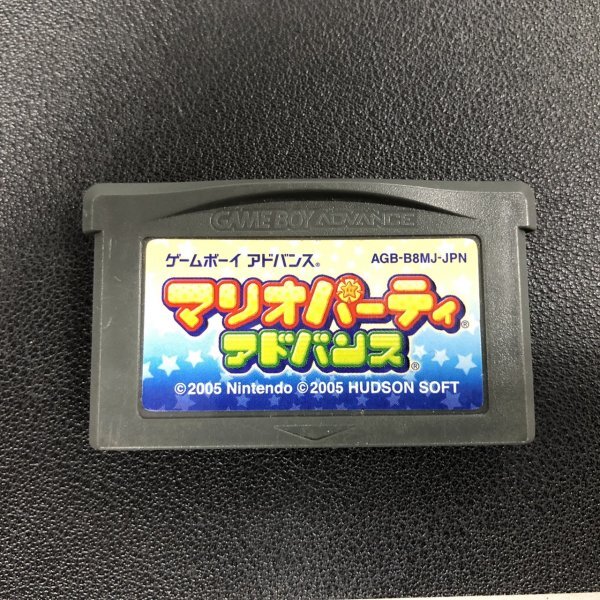 GAME BOY ADVANCE
ゲームボーイ アドバンス® AGB-B8MJ-JPN
マリオパーティ®
アドバンス®
©2005 Nintendo ©2005 HUDSON SOFT